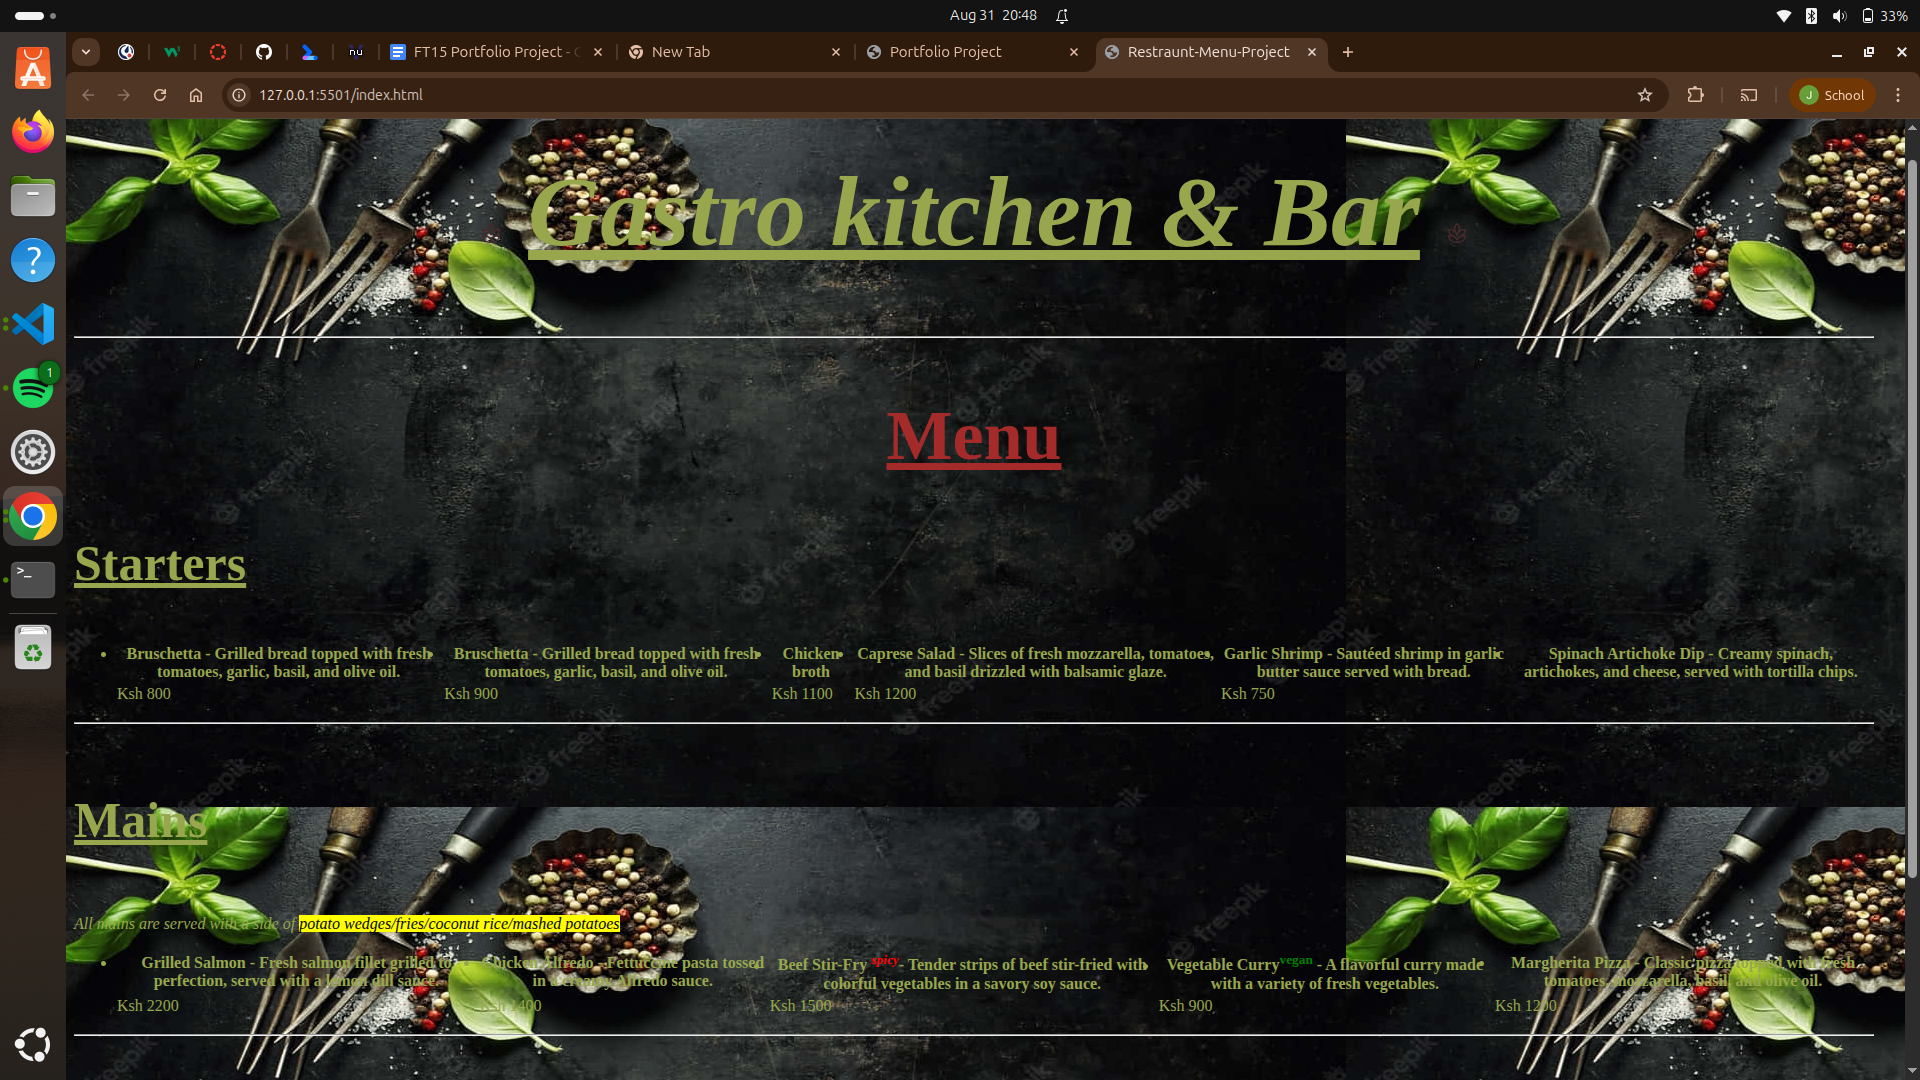 Aug 31 20:48
33%
FT15 Portfolio Project - 
New Tab
Portfolio Project
Restraunt-Menu-Project
127.0.0.1:5501/index.html
J School
Gastro kitchen & Bar
Menu
Starters
Bruschetta - Grilled bread topped with fresh
tomatoes, garlic, basil, and olive oil.
Ksh 800
Bruschetta - Grilled bread topped with fresh
tomatoes, garlic, basil, and olive oil.
Ksh 900
Chicken
broth
Ksh 1100
Caprese Salad - Slices of fresh mozzarella, tomatoes,
and basil drizzled with balsamic glaze.
Ksh 1200
Garlic Shrimp - Sautéed shrimp in garlic
butter sauce served with bread.
Ksh 750
Spinach Artichoke Dip - Creamy spinach,
artichokes, and cheese, served with tortilla chips.
Mains
All mains are served with a side of potato wedges/fries/coconut rice/mashed potatoes
Grilled Salmon - Fresh salmon fillet grilled to
perfection, served with a lemon dill sauce.
Ksh 2200
Chicken Alfredo - Fettuccine pasta tossed
in a creamy Alfredo sauce.
Ksh 1400
Beef Stir-Fry spicy - Tender strips of beef stir-fried with
colorful vegetables in a savory soy sauce.
Ksh 1500
Vegetable Curry vegan - A flavorful curry made
with a variety of fresh vegetables.
Ksh 900
Margherita Pizza - Classic pizza topped with fresh
tomatoes, mozzarella, basil, and olive oil.
Ksh 1200
freepik